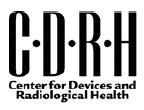 C·D·R·H
Center for Devices and
Radiological Health